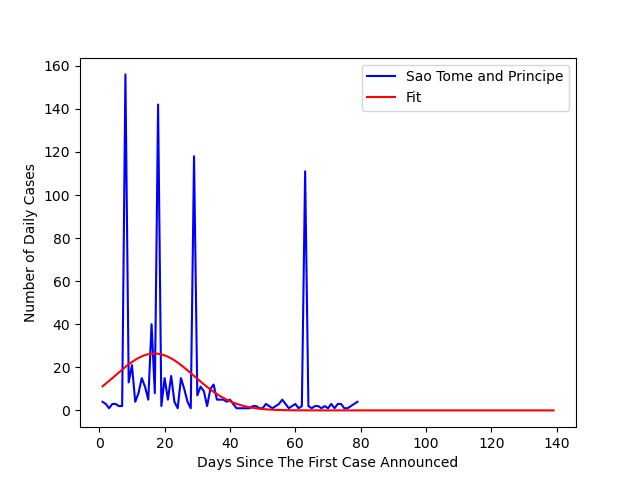 Sao Tome and Principe
Fit
Number of Daily Cases
160
140
120
100
80
60
40
20
0
0 20 40 60 80 100 120 140
Days Since The First Case Announced